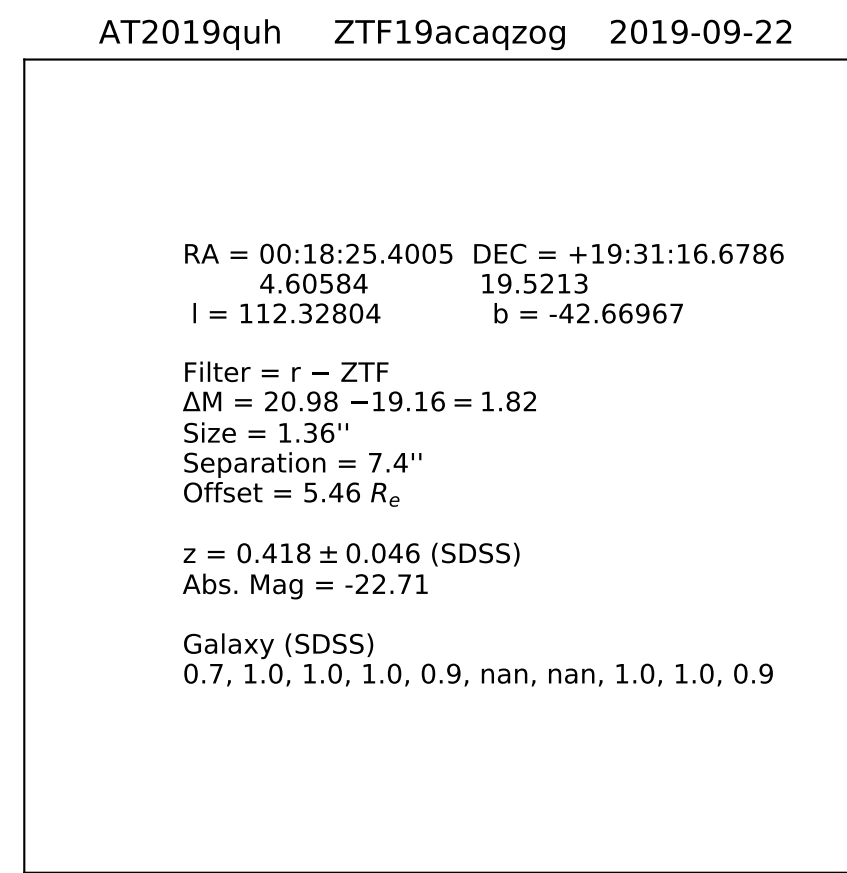 AT2019quh ZTF19acaqzog 2019-09-22
RA = 00:18:25.4005 DEC = +19:31:16.6786
4.60584 19.5213
l = 112.32804 b = -42.66967
Filter = r − ZTF
ΔM = 20.98 −19.16 = 1.82
Size = 1.36''
Separation = 7.4''
Offset = 5.46 Re
z = 0.418 ± 0.046 (SDSS)
Abs. Mag = -22.71
Galaxy (SDSS)
0.7, 1.0, 1.0, 1.0, 0.9, nan, nan, 1.0, 1.0, 0.9